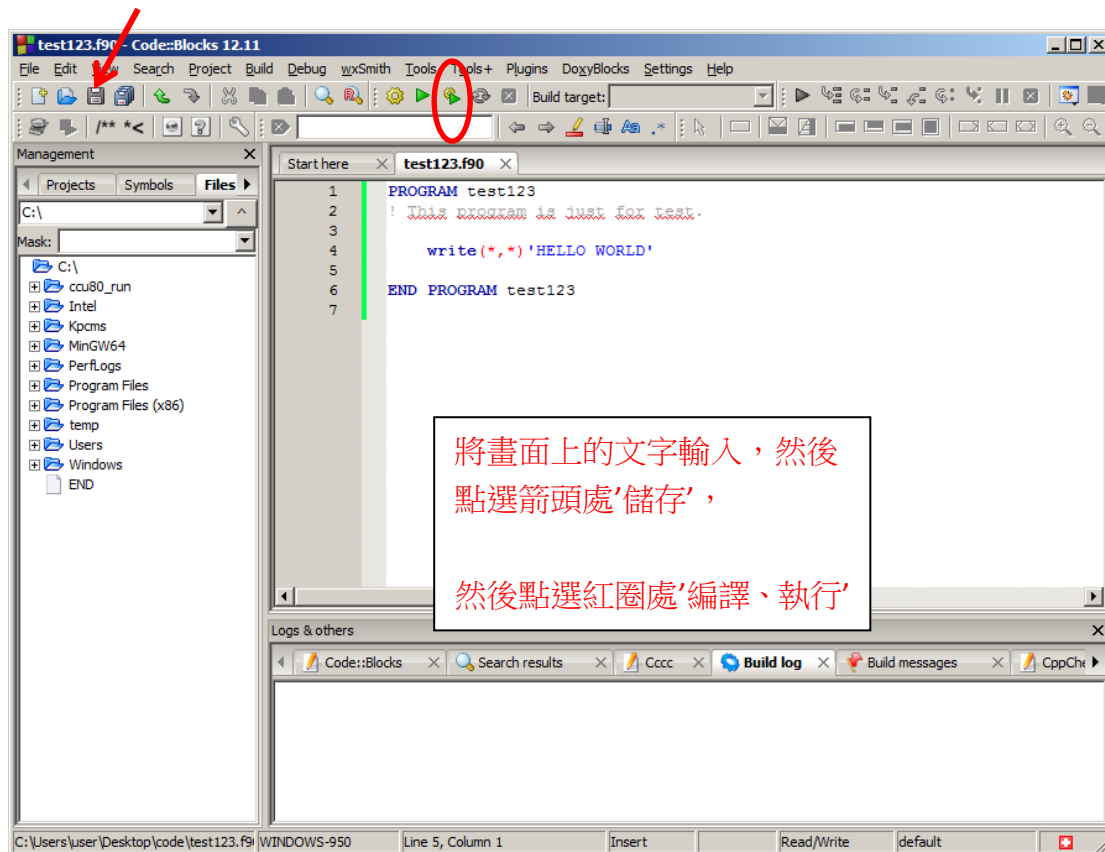 test123.f90 - Code::Blocks 12.11
File Edit View Search Project Build Debug wxSmith Tools Tools+ Plugins DoxyBlocks Settings Help
Build target:
/** *<
Management
Projects Symbols Files
C:\
Mask:
C:\
ccu80_run
Intel
Kpcms
MinGW64
PerfLogs
Program Files
Program Files (x86)
temp
Users
Windows
END
Start here test123.f90
1 PROGRAM test123
2 ! This program is just for test.
3
4 write(*,*)'HELLO WORLD'
5
6 END PROGRAM test123
7
將畫面上的文字輸入，然後
點選箭頭處’儲存’，
然後點選紅圈處’編譯、執行’
Logs & others
Code::Blocks Search results Cccc Build log Build messages CppChe
C:\Users\user\Desktop\code\test123.f90 WINDOWS-950 Line 5, Column 1 Insert Read/Write default